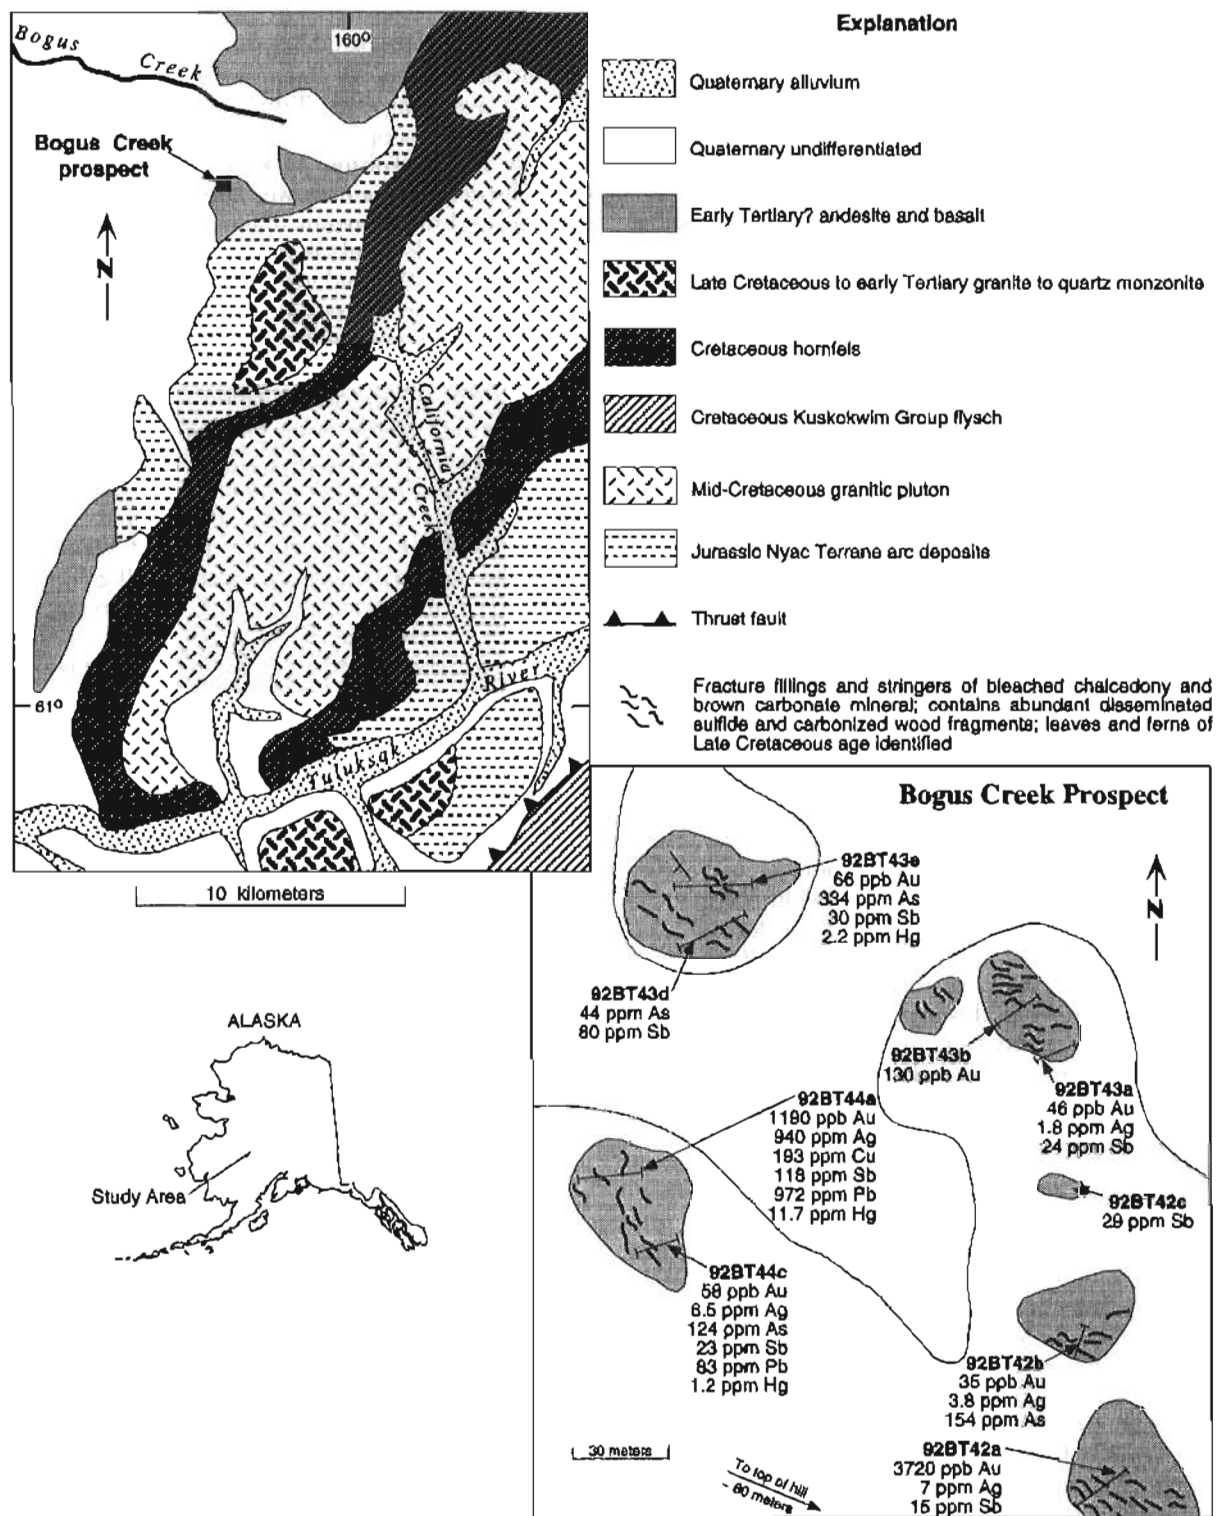 Bogus
Creek
160º
Bogus Creek
prospect
N
California
Creek
River
Tuluksak
61º
10 kilometers
Explanation
Quaternary alluvium
Quaternary undifferentiated
Early Tertiary? andesite and basalt
Late Cretaceous to early Tertiary granite to quartz monzonite
Cretaceous hornfels
Cretaceous Kuskokwim Group flysch
Mid-Cretaceous granitic pluton
Jurassic Nyac Terrane arc deposits
Thrust fault
Fracture fillings and stringers of bleached chalcedony and
brown carbonate mineral; contains abundant disseminated
sulfide and carbonized wood fragments; leaves and ferns of
Late Cretaceous age identified
ALASKA
Study Area
Bogus Creek Prospect
N
92BT43e
66 ppb Au
334 ppm As
30 ppm Sb
2.2 ppm Hg
92BT43d
44 ppm As
80 ppm Sb
92BT43b
130 ppb Au
92BT43a
46 ppb Au
1.8 ppm Ag
24 ppm Sb
92BT44a
1190 ppb Au
940 ppm Ag
193 ppm Cu
118 ppm Sb
972 ppm Pb
11.7 ppm Hg
92BT42c
29 ppm Sb
92BT44c
58 ppb Au
6.5 ppm Ag
124 ppm As
23 ppm Sb
83 ppm Pb
1.2 ppm Hg
92BT42b
35 ppb Au
3.8 ppm Ag
154 ppm As
92BT42a
3720 ppb Au
7 ppm Ag
15 ppm Sb
30 meters
To top of hill
~ 60 meters